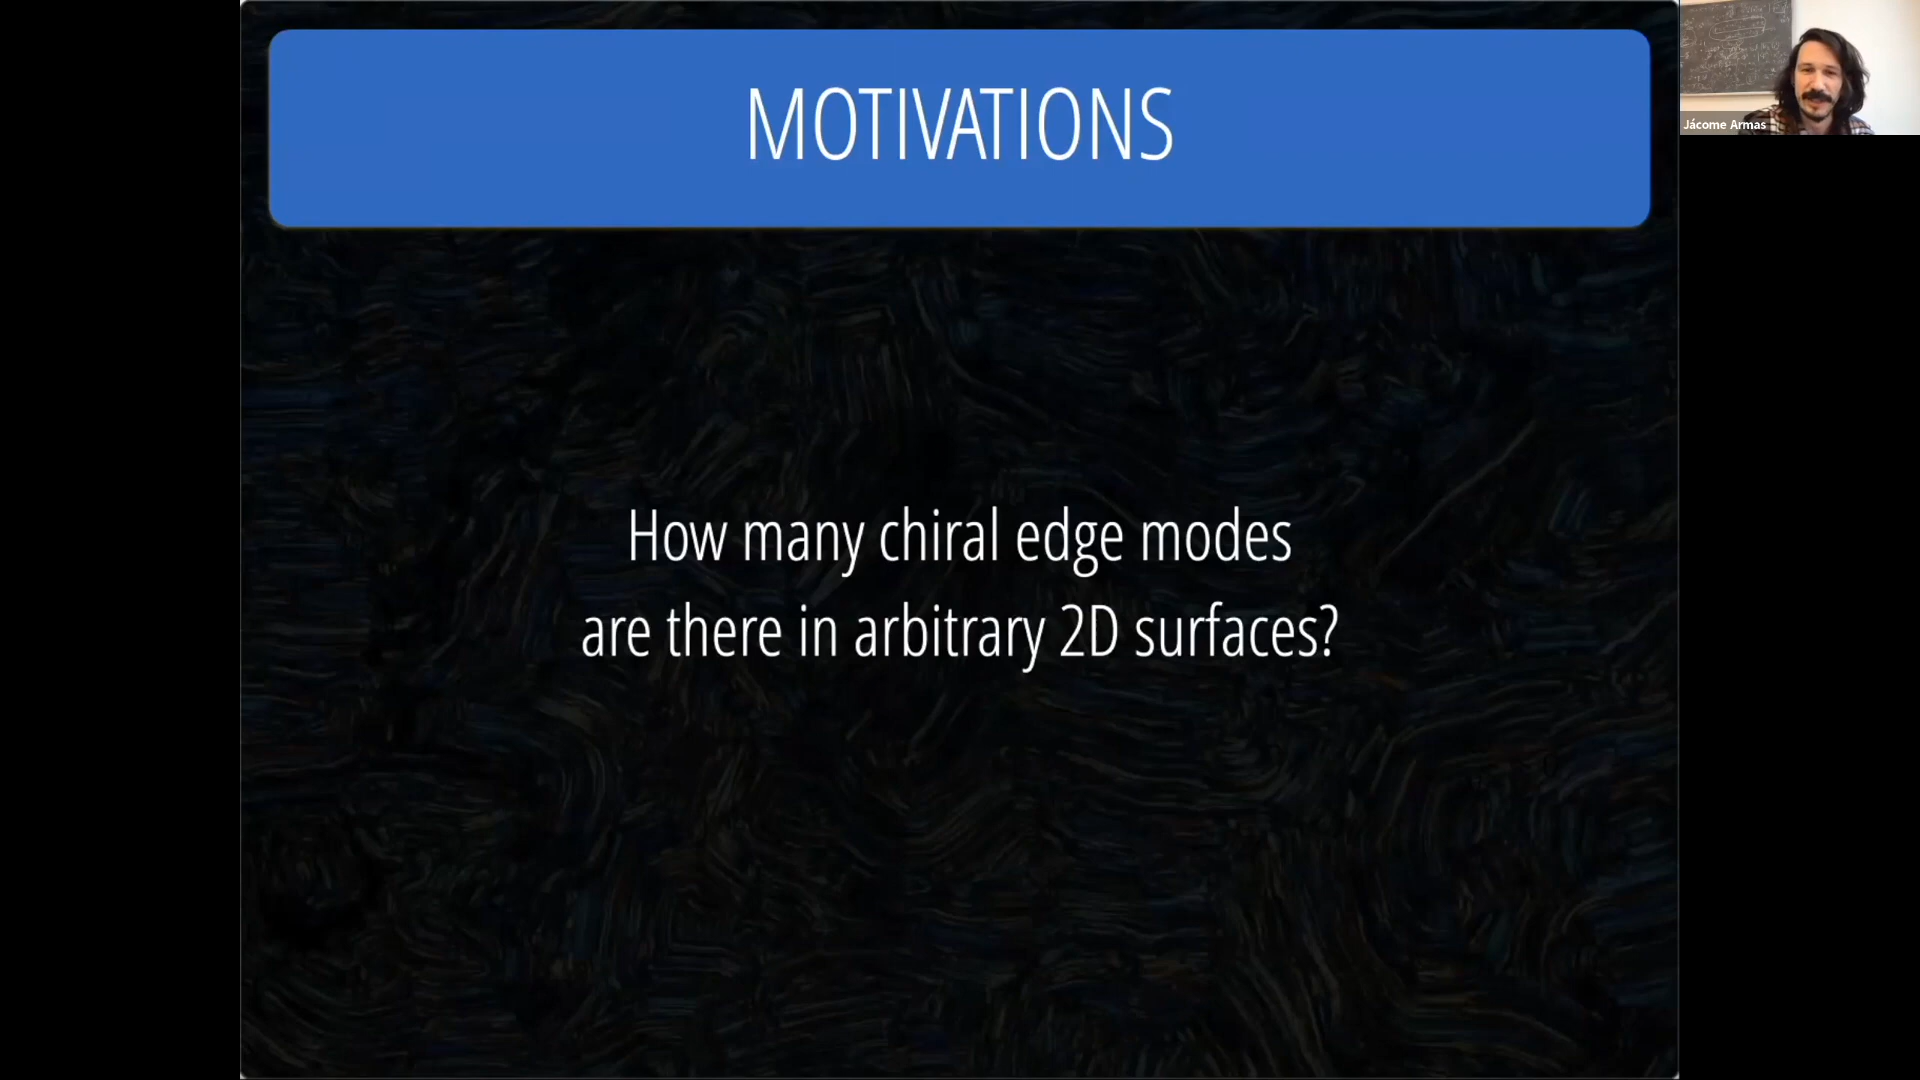 MOTIVATIONS
Jácome Armas
How many chiral edge modes
are there in arbitrary 2D surfaces?